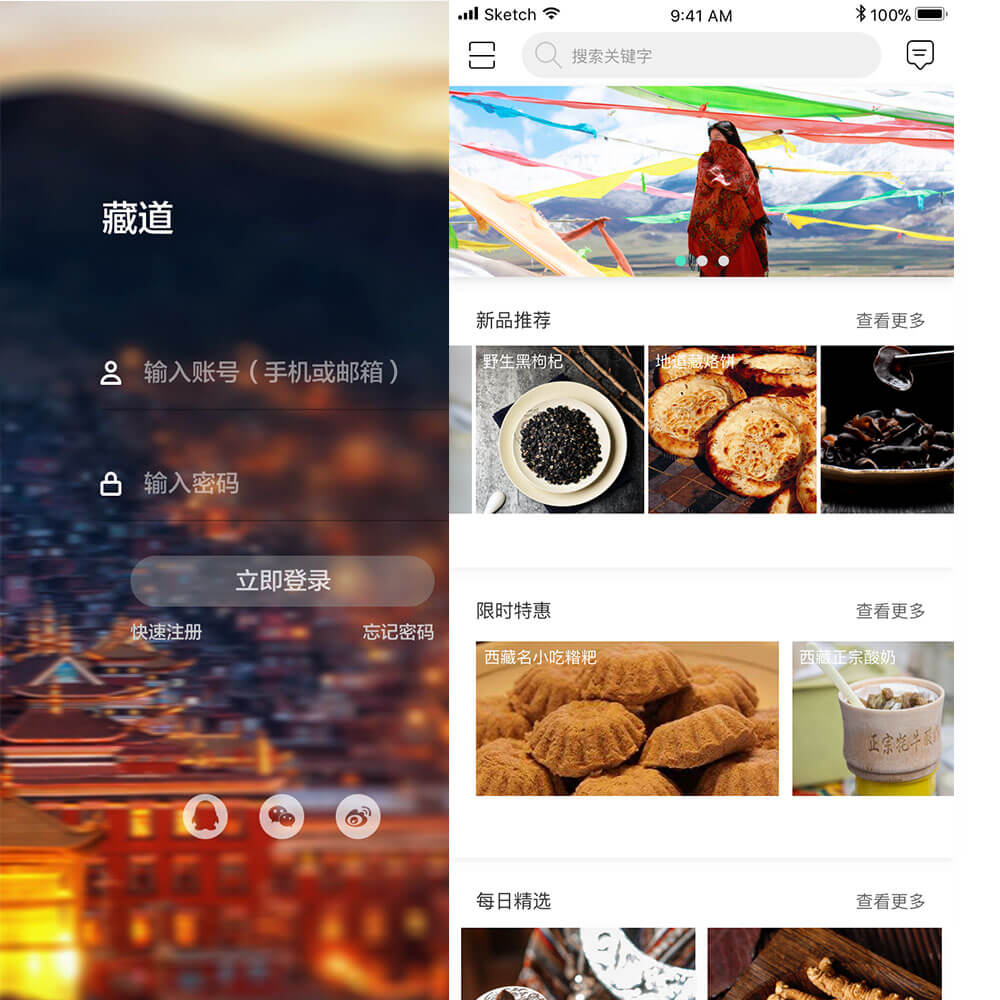 藏道
输入账号（手机或邮箱）
输入密码
立即登录
快速注册
忘记密码
Sketch
9:41 AM
100%
搜索关键字
新品推荐
查看更多
野生黑枸杞
地道藏烙饼
限时特惠
查看更多
西藏名小吃糌粑
西藏正宗酸奶
正宗牦牛酸奶
每日精选
查看更多